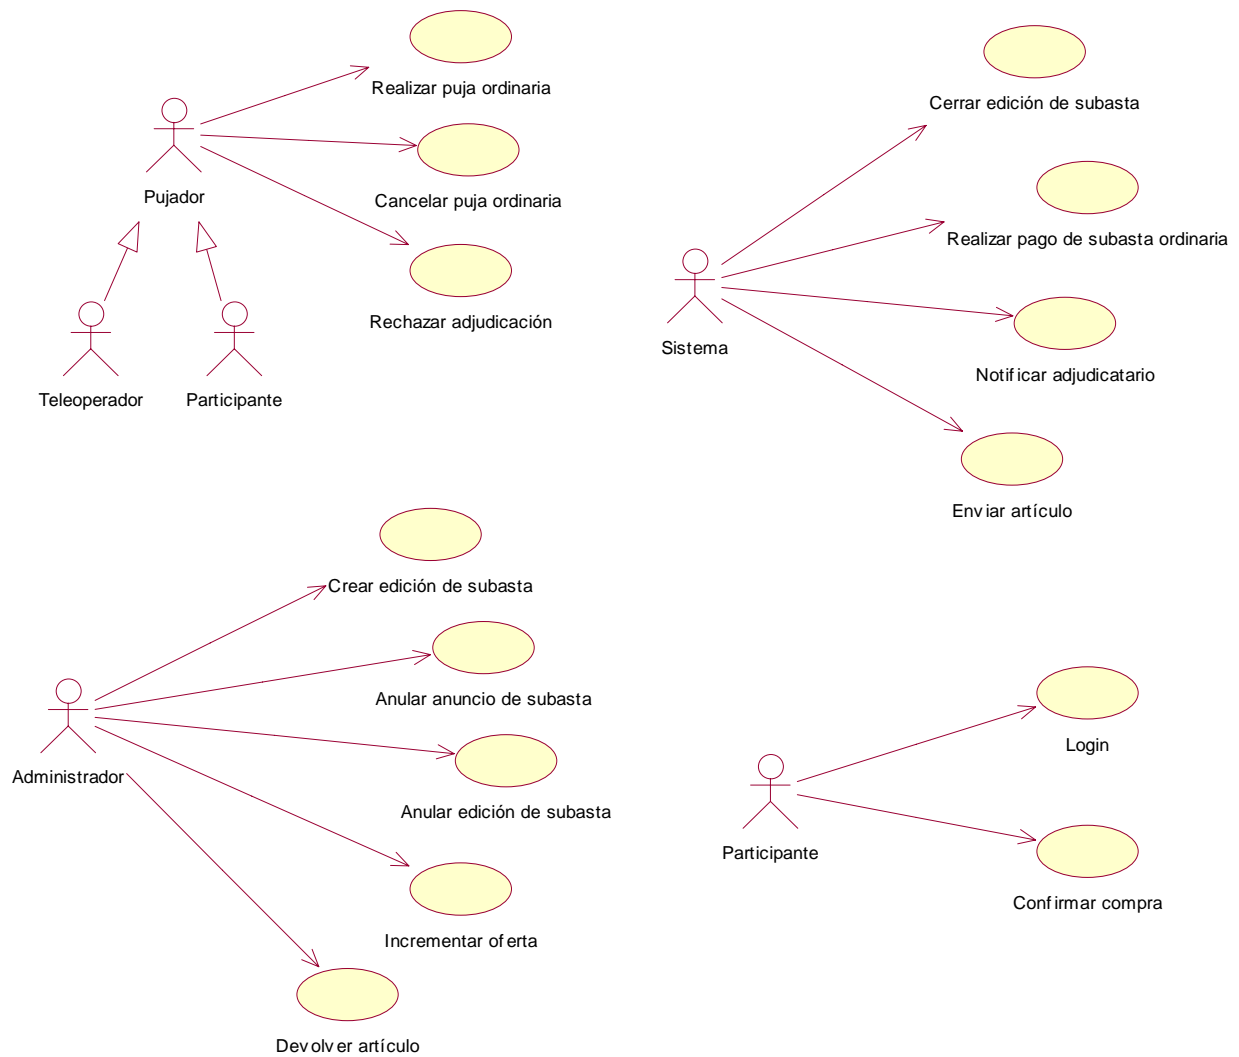 Realizar puja ordinaria
Pujador
Cancelar puja ordinaria
Rechazar adjudicación
Teleoperador
Participante
Cerrar edición de subasta
Realizar pago de subasta ordinaria
Sistema
Notificar adjudicatario
Enviar artículo
Crear edición de subasta
Anular anuncio de subasta
Administrador
Anular edición de subasta
Incrementar oferta
Devolver artículo
Login
Participante
Confirmar compra